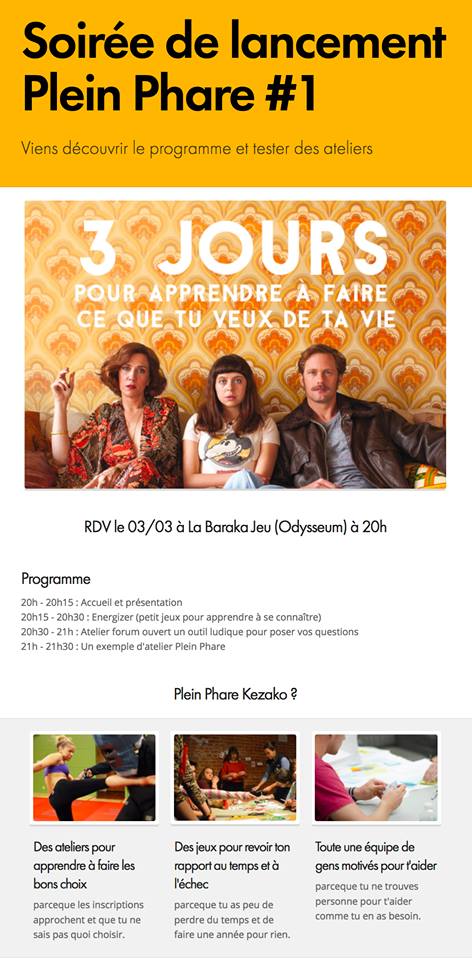 Soirée de lancement
Plein Phare #1
Viens découvrir le programme et tester des ateliers
3 JOURS
POUR APPRENDRE À FAIRE
CE QUE TU VEUX DE TA VIE
RDV le 03/03 à La Baraka Jeu (Odysseum) à 20h
Programme
20h - 20h15 : Accueil et présentation
20h15 - 20h30 : Energizer (petit jeux pour apprendre à se connaître)
20h30 - 21h : Atelier forum ouvert un outil ludique pour poser vos questions
21h - 21h30 : Un exemple d'atelier Plein Phare
Plein Phare Kezako ?
Des ateliers pour
apprendre à faire les
bons choix
parceque les inscriptions
approchent et que tu ne
sais pas quoi choisir.
Des jeux pour revoir ton
rapport au temps et à
l'échec
parceque tu as peu de
perdre du temps et de
faire une année pour rien.
Toute une équipe de
gens motivés pour t'aider
parceque tu ne trouves
personne pour t'aider
comme tu en as besoin.